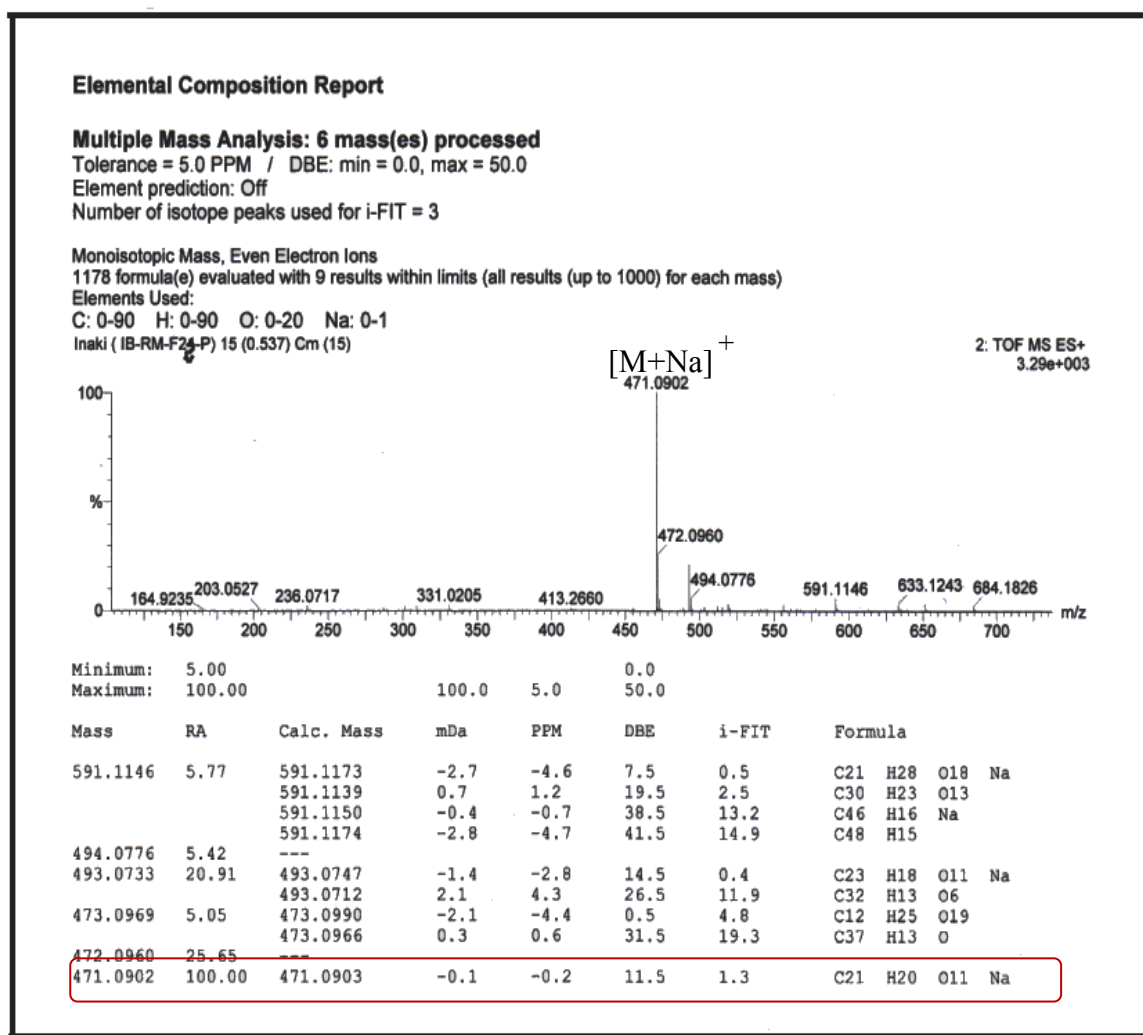 Elemental Composition Report
Multiple Mass Analysis: 6 mass(es) processed
Tolerance = 5.0 PPM / DBE: min = 0.0, max = 50.0
Element prediction: Off
Number of isotope peaks used for i-FIT = 3
Monoisotopic Mass, Even Electron Ions
1178 formula(e) evaluated with 9 results within limits (all results (up to 1000) for each mass)
Elements Used:
C: 0-90 H: 0-90 O: 0-20 Na: 0-1
Inaki ( 15 (0.537) Cm (15)
2: TOF MS ES+
3.29e+003
[M+Na]+
471.0902
100
%
0
472.0960
494.0776
164.9235 203.0527 236.0717 331.0205 413.2660 591.1146 633.1243 684.1826
150 200 250 300 350 400 450 500 550 600 650 700 m/z
Minimum: 5.00 0.0
Maximum: 100.00 100.0 5.0 50.0
Mass RA Calc. Mass mDa PPM DBE i-FIT Formula
591.1146 5.77 591.1173 -2.7 -4.6 7.5 0.5 C21 H28 O18 Na
591.1139 0.7 1.2 19.5 2.5 C30 H23 O13
591.1150 -0.4 -0.7 38.5 13.2 C46 H16 Na
591.1174 -2.8 -4.7 41.5 14.9 C48 H15
494.0776 5.42 ---
493.0733 20.91 493.0747 -1.4 -2.8 14.5 0.4 C23 H18 O11 Na
493.0712 2.1 4.3 26.5 11.9 C32 H13 O6
473.0969 5.05 473.0990 -2.1 -4.4 0.5 4.8 C12 H25 O19
473.0966 0.3 0.6 31.5 19.3 C37 H13 O
472.0960 25.65 ---
471.0902 100.00 471.0903 -0.1 -0.2 11.5 1.3 C21 H20 O11 Na